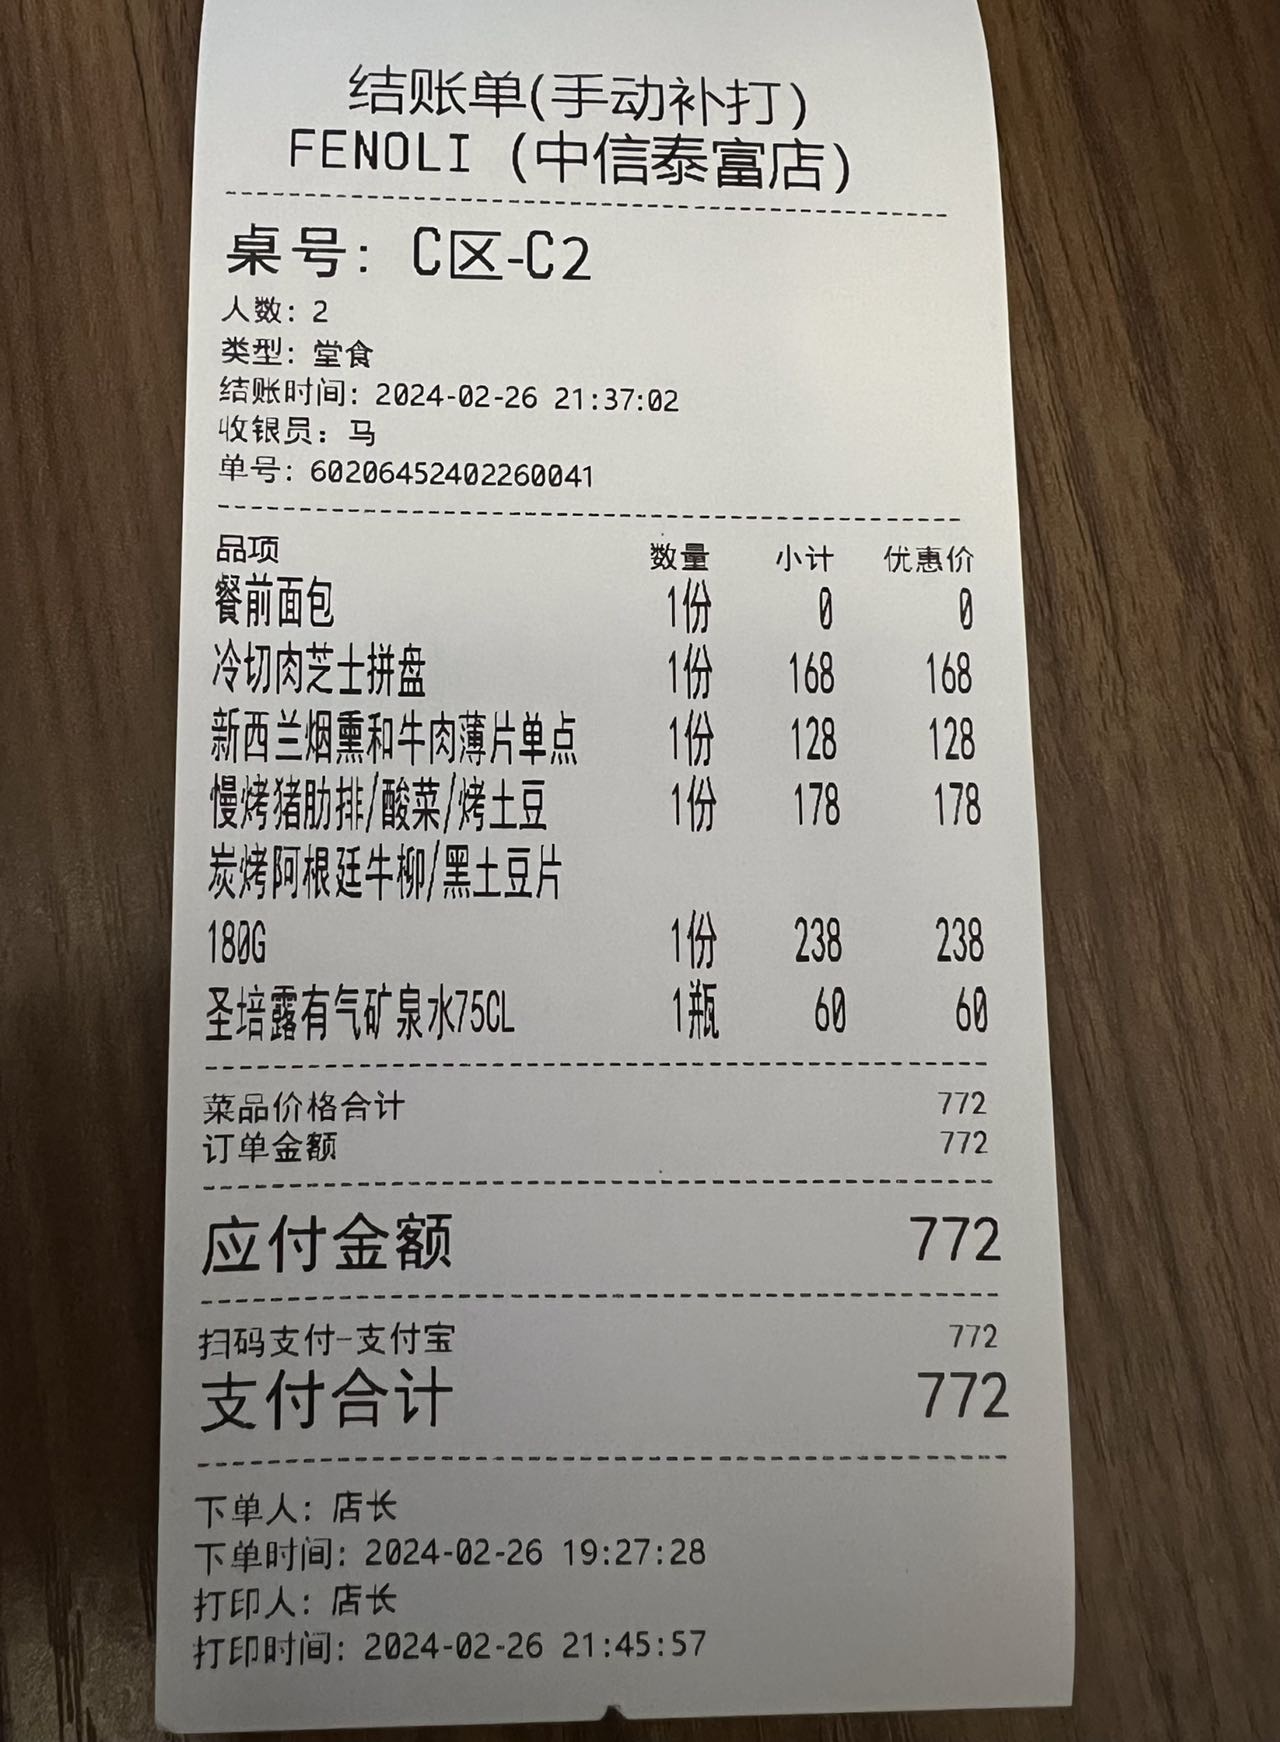 结账单(手动补打)
FENOLI (中信泰富店)
桌号: C区-C2
人数: 2
类型: 堂食
结账时间: 2024-02-26 21:37:02
收银员: 马
单号: 60206452402260041
品项 数量 小计 优惠价
餐前面包 1份 0 0
冷切肉芝士拼盘 1份 168 168
新西兰烟熏和牛肉薄片单点 1份 128 128
慢烤猪肋排/酸菜/烤土豆 1份 178 178
炭烤阿根廷牛柳/黑土豆片
180G 1份 238 238
圣培露有气矿泉水75CL 1瓶 60 60
菜品价格合计 772
订单金额 772
应付金额 772
扫码支付-支付宝 772
支付合计 772
下单人: 店长
下单时间: 2024-02-26 19:27:28
打印人: 店长
打印时间: 2024-02-26 21:45:57